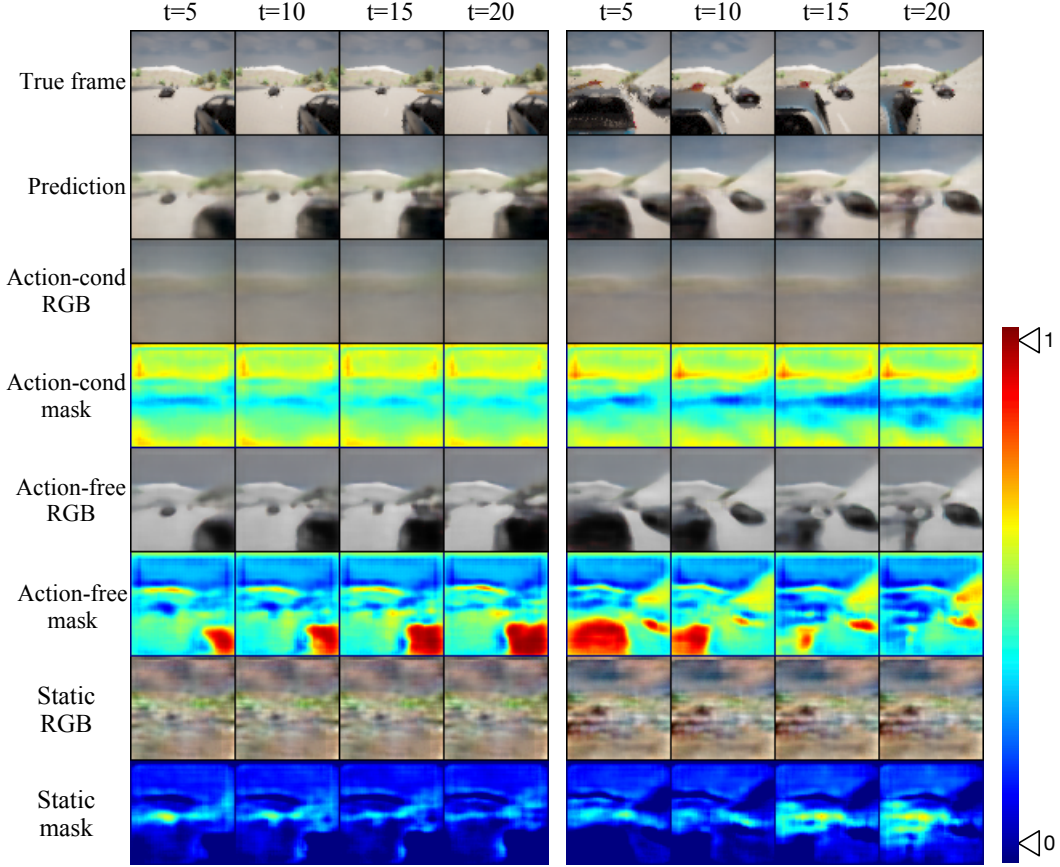 t=5 t=10 t=15 t=20 t=5 t=10 t=15 t=20
True frame
Prediction
Action-cond
RGB
Action-cond
mask
Action-free
RGB
Action-free
mask
Static
RGB
Static
mask
1
0